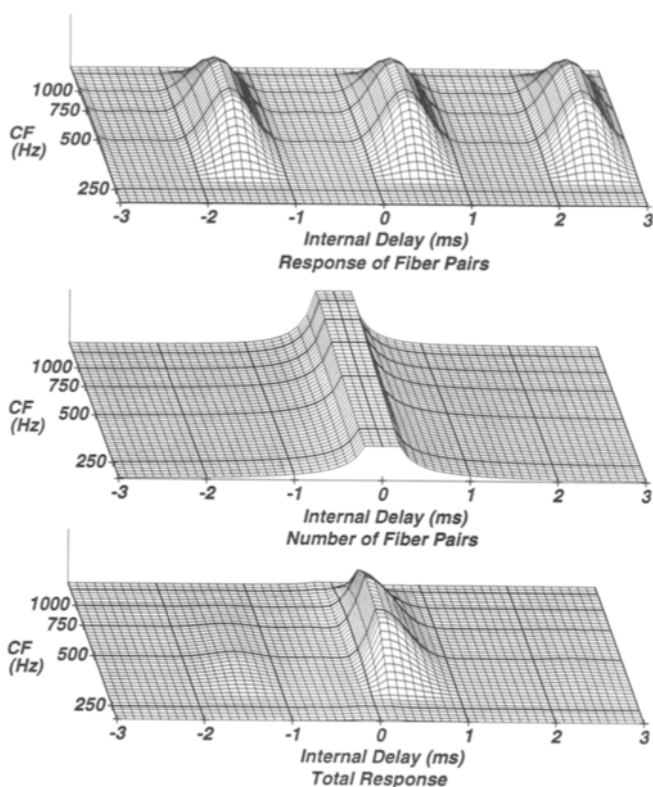 1000
750
CF
500
(Hz)
250
-3 -2 -1 0 1 2 3
Internal Delay (ms)
Response of Fiber Pairs
1000
750
CF
500
(Hz)
250
-3 -2 -1 0 1 2 3
Internal Delay (ms)
Number of Fiber Pairs
1000
750
CF
500
(Hz)
250
-3 -2 -1 0 1 2 3
Internal Delay (ms)
Total Response